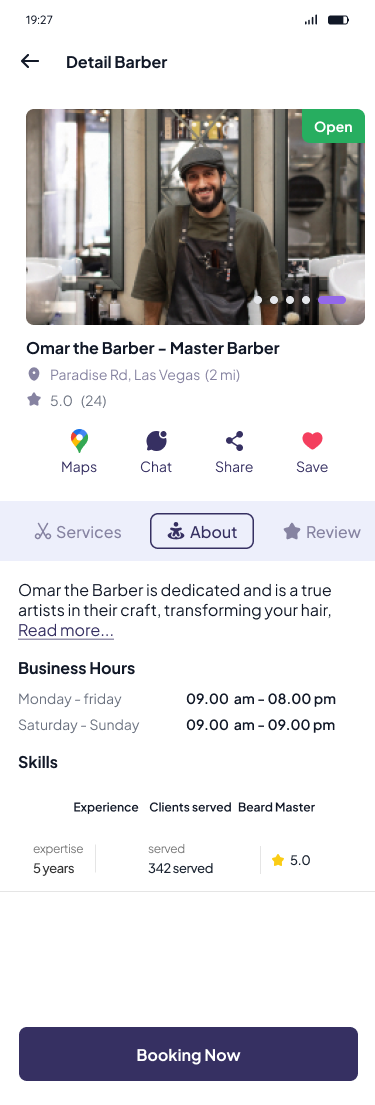 19:27
Detail Barber
Open
Omar the Barber - Master Barber
Paradise Rd, Las Vegas (2 mi)
5.0 (24)
Maps Chat Share Save
Services About Review
Omar the Barber is dedicated and is a true
artists in their craft, transforming your hair,
Read more...
Business Hours
Monday - friday 09.00 am - 08.00 pm
Saturday - Sunday 09.00 am - 09.00 pm
Skills
Experience Clients served Beard Master
expertise served
5 years 342 served 5.0
Booking Now